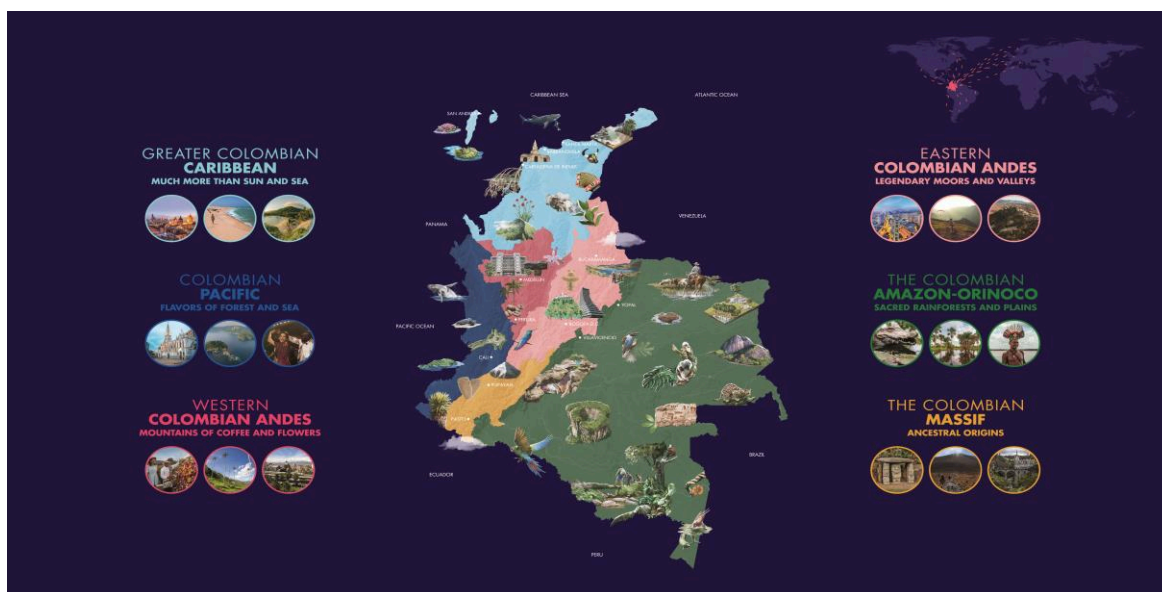 GREATER COLOMBIAN
CARIBBEAN
MUCH MORE THAN SUN AND SEA
COLOMBIAN
PACIFIC
FLAVORS OF FOREST AND SEA
WESTERN
COLOMBIAN ANDES
MOUNTAINS OF COFFEE AND FLOWERS
CARIBBEAN SEA
ATLANTIC OCEAN
PANAMA
VENEZUELA
MEDELLÍN
YOPAL
PACIFIC OCEAN
VILLAVICENCIO
CALI
POPAYÁN
PASTO
ECUADOR
BRAZIL
PERU
EASTERN
COLOMBIAN ANDES
LEGENDARY MOORS AND VALLEYS
THE COLOMBIAN
AMAZON-ORINOCO
SACRED RAINFORESTS AND PLAINS
THE COLOMBIAN
MASSIF
ANCESTRAL ORIGINS